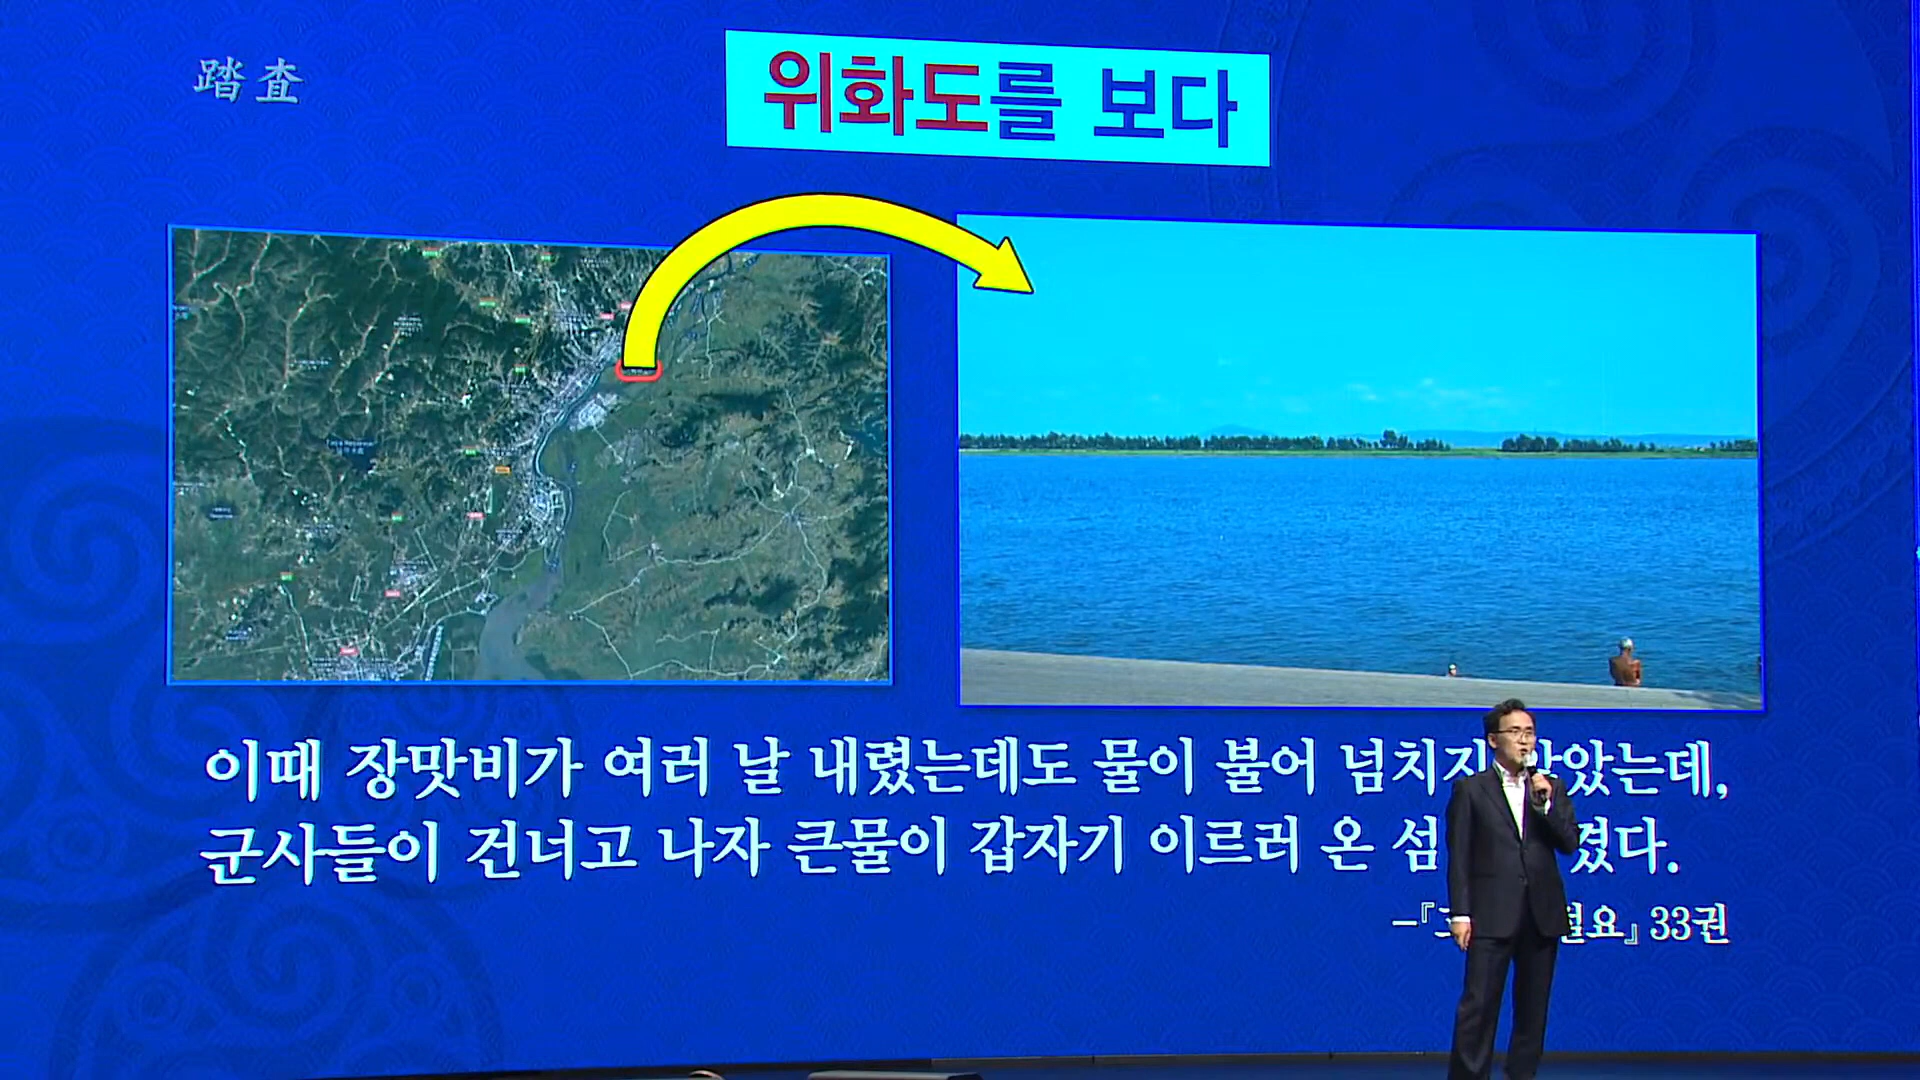 踏査
위화도를 보다
이때 장맛비가 여러 날 내렸는데도 물이 불어 넘치지 않았는데,
군사들이 건너고 나자 큰물이 갑자기 이르러 온 섬
-『 요』 33권